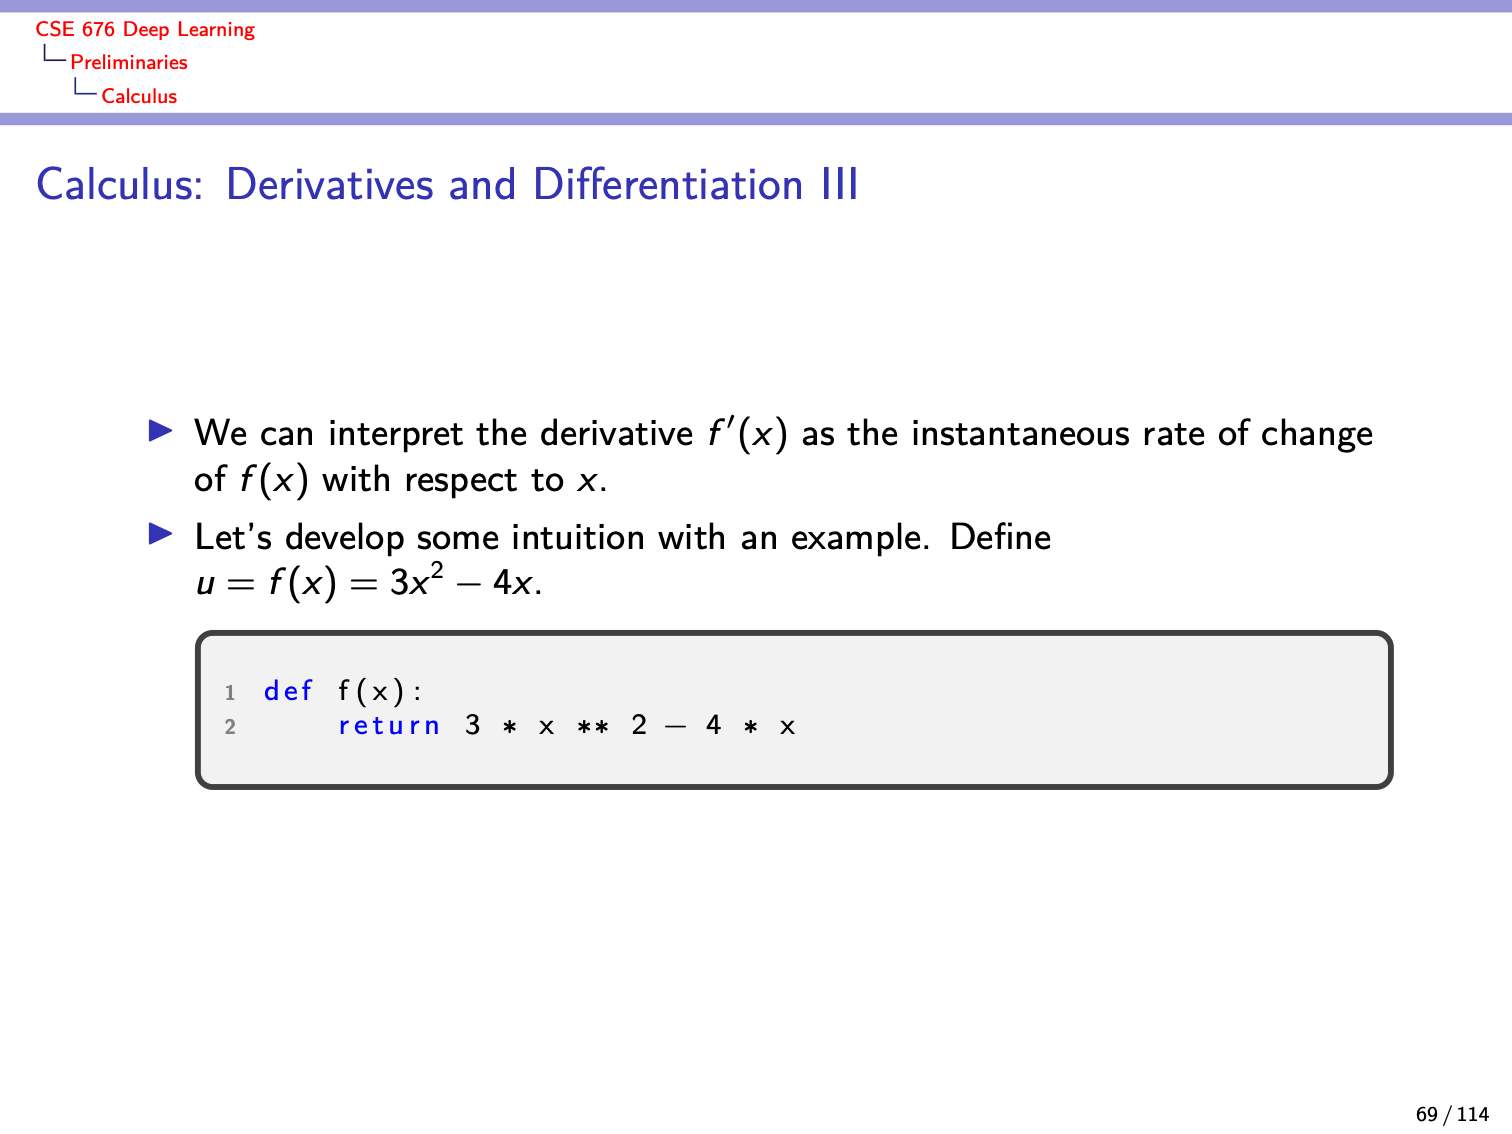 CSE 676 Deep Learning
Preliminaries
Calculus
Calculus: Derivatives and Differentiation III
▶ We can interpret the derivative f′(x) as the instantaneous rate of change
of f(x) with respect to x.
▶ Let's develop some intuition with an example. Define
u = f(x) = 3x² − 4x.
1 def f(x):
2     return 3 * x ** 2 − 4 * x
69 / 114